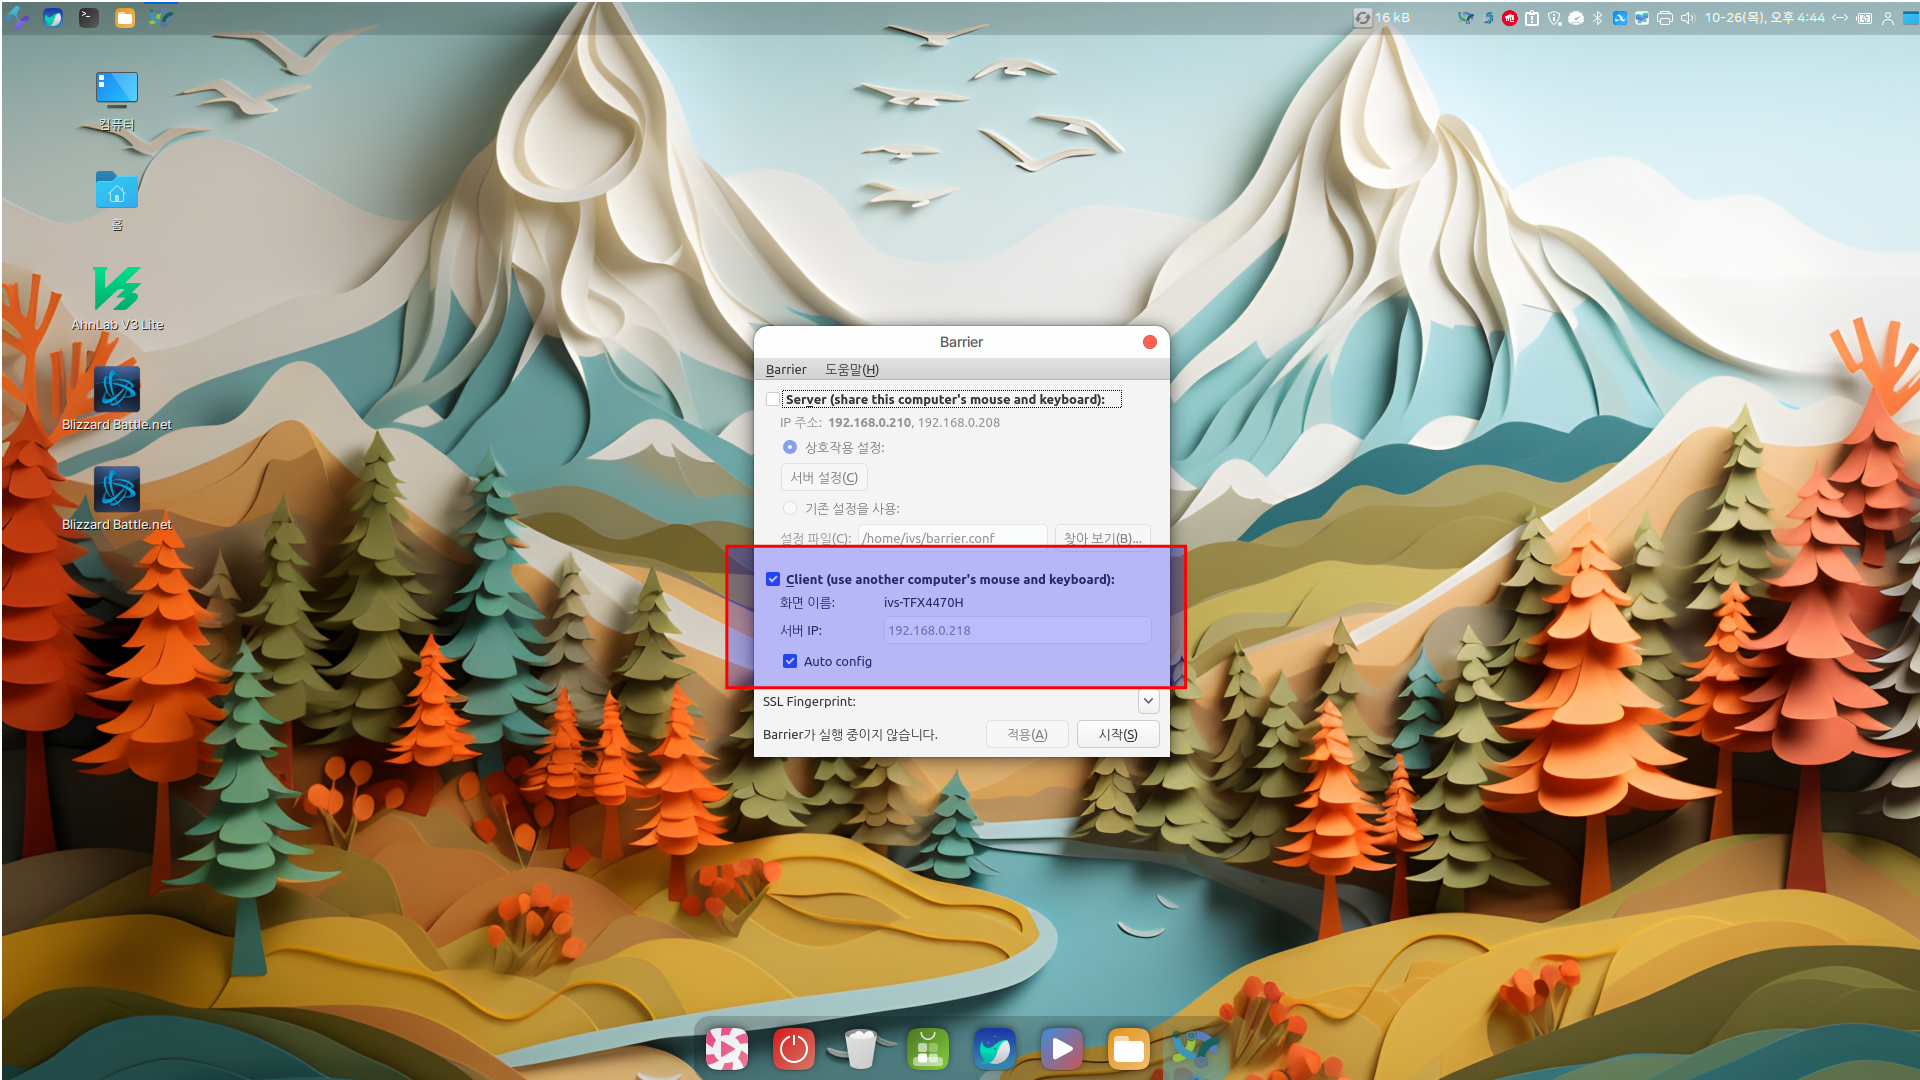 16 kB
10-26(목), 오후 4:44
컴퓨터
홈
AhnLab V3 Lite
Blizzard Battle.net
Blizzard Battle.net
Barrier
Barrier 도움말(H)
Server (share this computer's mouse and keyboard):
IP 주소: 192.168.0.210, 192.168.0.208
상호작용 설정:
서버 설정(C)
기존 설정을 사용:
설정 파일(C): /home/ivs/barrier.conf 찾아 보기(B)...
Client (use another computer's mouse and keyboard):
화면 이름: ivs-TFX4470H
서버 IP: 192.168.0.218
Auto config
SSL Fingerprint:
Barrier가 실행 중이지 않습니다. 적용(A) 시작(S)